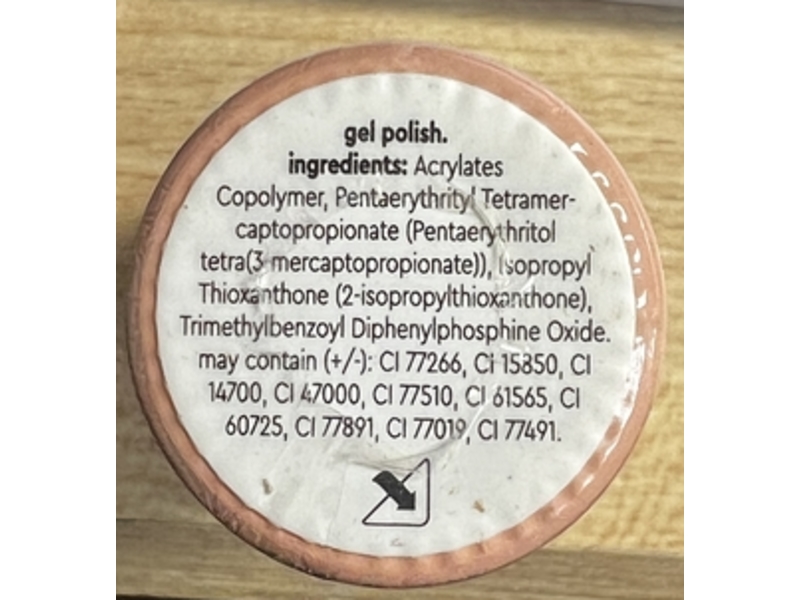 gel polish.
ingredients: Acrylates
Copolymer, Pentaerythrityl Tetramer-
captopropionate (Pentaerythritol
tetra(3 mercaptopropionate)), Isopropyl
Thioxanthone (2-isopropylthioxanthone),
Trimethylbenzoyl Diphenylphosphine Oxide.
may contain (+/-): CI 77266, Ci 15850, CI
14700, CI 47000, CI 77510, CI 61565, CI
60725, CI 77891, CI 77019, CI 77491.